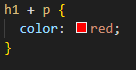 h1 + p {
color: red;
}